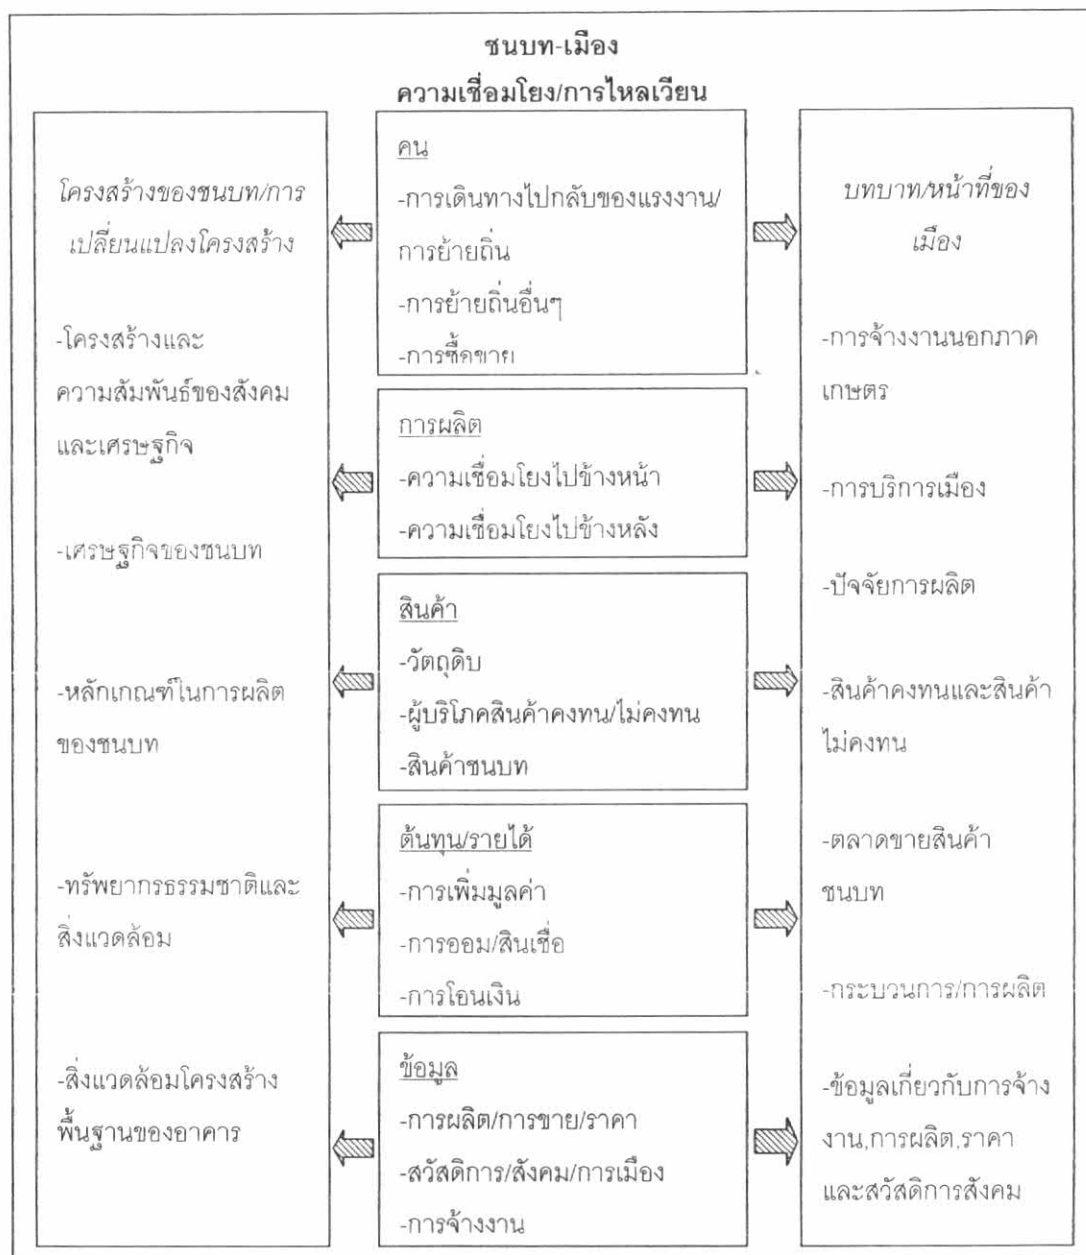 ชนบท-เมือง
ความเชื่อมโยง/การไหลเวียน
โครงสร้างของชนบท/การ
เปลี่ยนแปลงโครงสร้าง
-โครงสร้างและ
ความสัมพันธ์ของสังคม
และเศรษฐกิจ
-เศรษฐกิจของชนบท
-หลักเกณฑ์ในการผลิต
ของชนบท
-ทรัพยากรธรรมชาติและ
สิ่งแวดล้อม
-สิ่งแวดล้อมโครงสร้าง
พื้นฐานของอาคาร
คน
-การเดินทางไปกลับของแรงงาน/
การย้ายถิ่น
-การย้ายถิ่นอื่นๆ
-การซื้อขาย
การผลิต
-ความเชื่อมโยงไปข้างหน้า
-ความเชื่อมโยงไปข้างหลัง
สินค้า
-วัตถุดิบ
-ผู้บริโภคสินค้าคงทน/ไม่คงทน
-สินค้าชนบท
ต้นทุน/รายได้
-การเพิ่มมูลค่า
-การออม/สินเชื่อ
-การโอนเงิน
ข้อมูล
-การผลิต/การขาย/ราคา
-สวัสดิการ/สังคม/การเมือง
-การจ้างงาน
บทบาท/หน้าที่ของ
เมือง
-การจ้างงานนอกภาค
เกษตร
-การบริการเมือง
-ปัจจัยการผลิต
-สินค้าคงทนและสินค้า
ไม่คงทน
-ตลาดขายสินค้า
ชนบท
-กระบวนการ/การผลิต
-ข้อมูลเกี่ยวกับการจ้าง
งาน,การผลิต,ราคา
และสวัสดิการสังคม